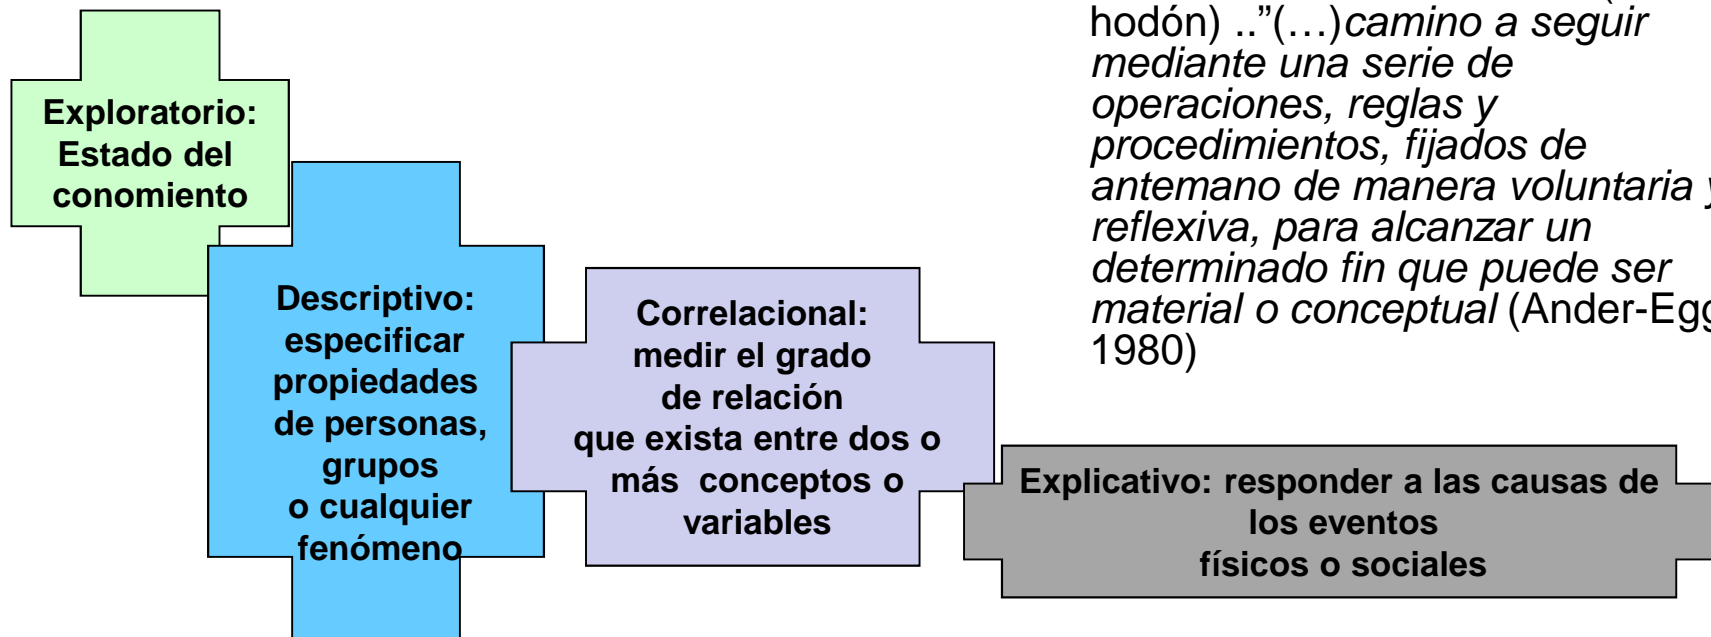 hodón) ..”(…)camino a seguir
mediante una serie de
operaciones, reglas y
procedimientos, fijados de
antemano de manera voluntaria y
reflexiva, para alcanzar un
determinado fin que puede ser
material o conceptual (Ander-Egg
1980)
Exploratorio:
Estado del
conomiento
Descriptivo:
especificar
propiedades
de personas,
grupos
o cualquier
fenómeno
Correlacional:
medir el grado
de relación
que exista entre dos o
más conceptos o
variables
Explicativo: responder a las causas de
los eventos
físicos o sociales